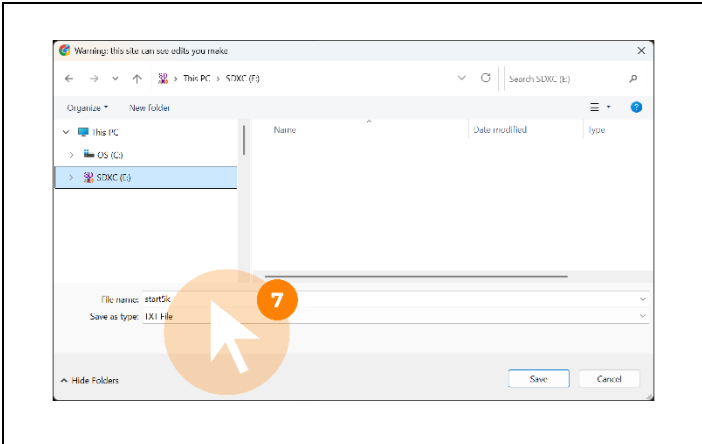 Warning: this site can see edits you make
This PC > SDXC (E:)
Search SDXC (E:)
Organize
New folder
This PC
OS (C:)
SDXC (E:)
Name
Date modified
Type
File name: start5k
Save as type: TXT File
7
Hide Folders
Save
Cancel